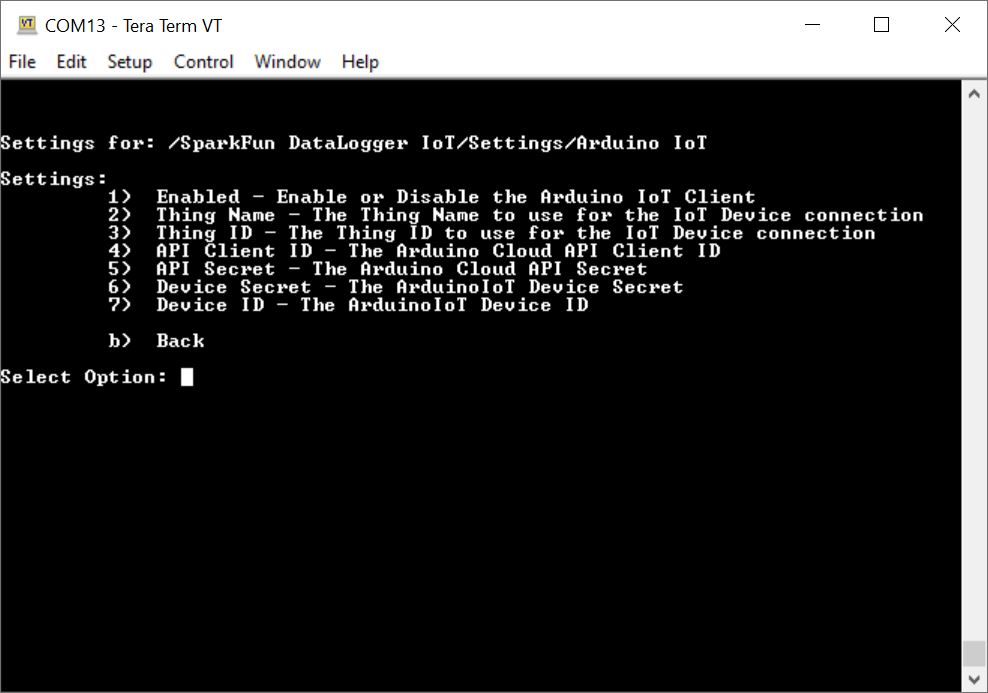 COM13 - Tera Term VT
File Edit Setup Control Window Help
Settings for: /SparkFun DataLogger IoT/Settings/Arduino IoT
Settings:
1) Enabled - Enable or Disable the Arduino IoT Client
2) Thing Name - The Thing Name to use for the IoT Device connection
3) Thing ID - The Thing ID to use for the IoT Device connection
4) API Client ID - The Arduino Cloud API Client ID
5) API Secret - The Arduino Cloud API Secret
6) Device Secret - The ArduinoIoT Device Secret
7) Device ID - The ArduinoIoT Device ID
b) Back
Select Option: